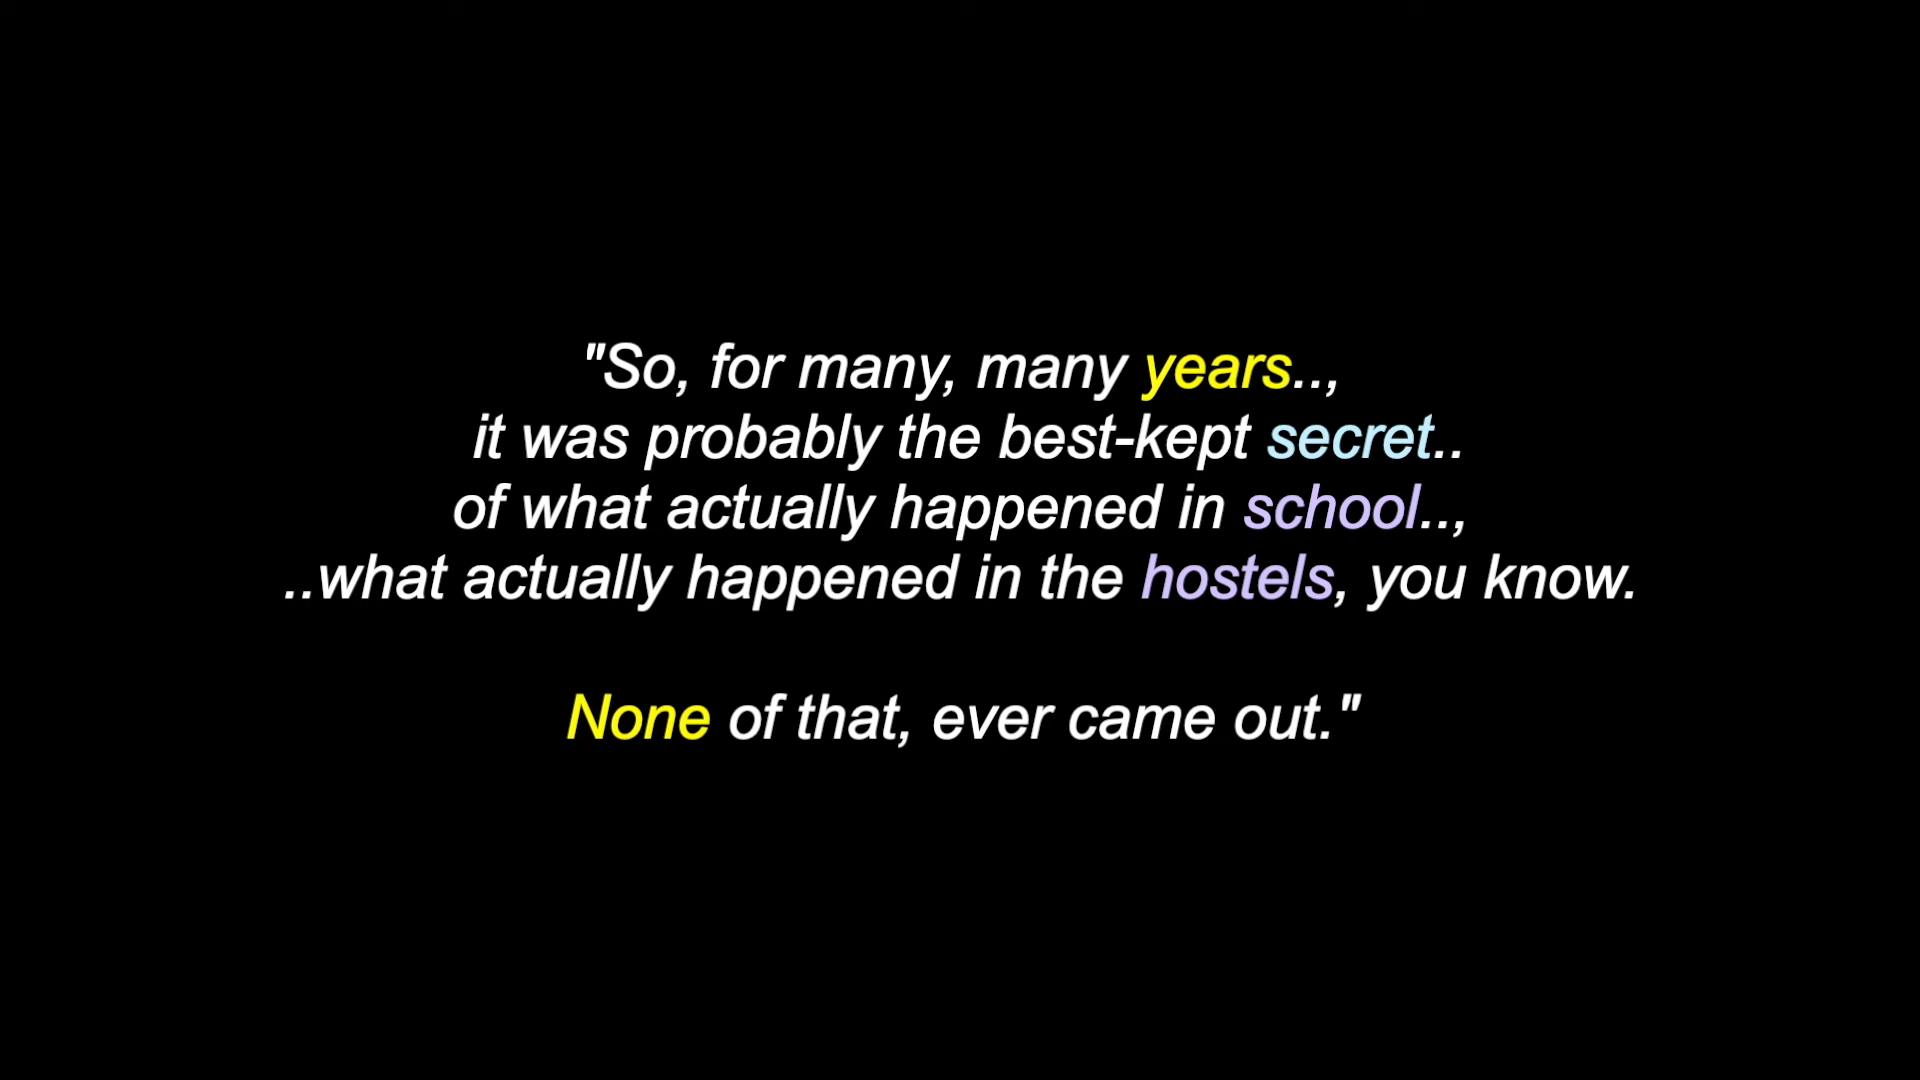 "So, for many, many years..,
it was probably the best-kept secret..
of what actually happened in school..,
..what actually happened in the hostels, you know.
None of that, ever came out."